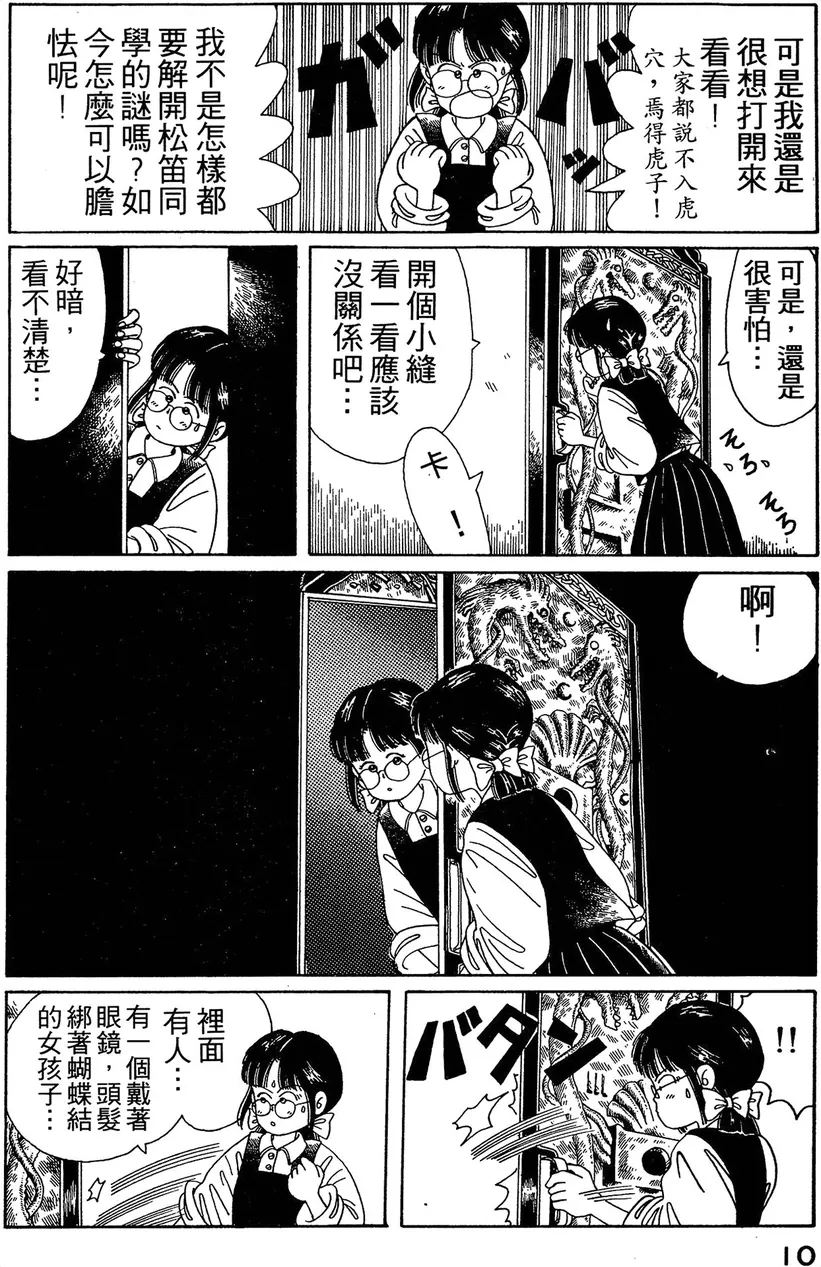 可是我還是
很想打開來
看看！
大家都說不入虎
穴，焉得虎子！
ガバッ
我不是怎樣都
要解開松笛同
學的謎嗎？如
今怎麼可以膽
怯呢！
可是，還是
很害怕…
そろ、そろ
開個小縫
看一看應該
沒關係吧…
卡！
好暗，
看不清楚…
啊！
!!
バタン
裡面
有人…
有一個戴著
眼鏡，頭髮
綁著蝴蝶結
的女孩子…
10